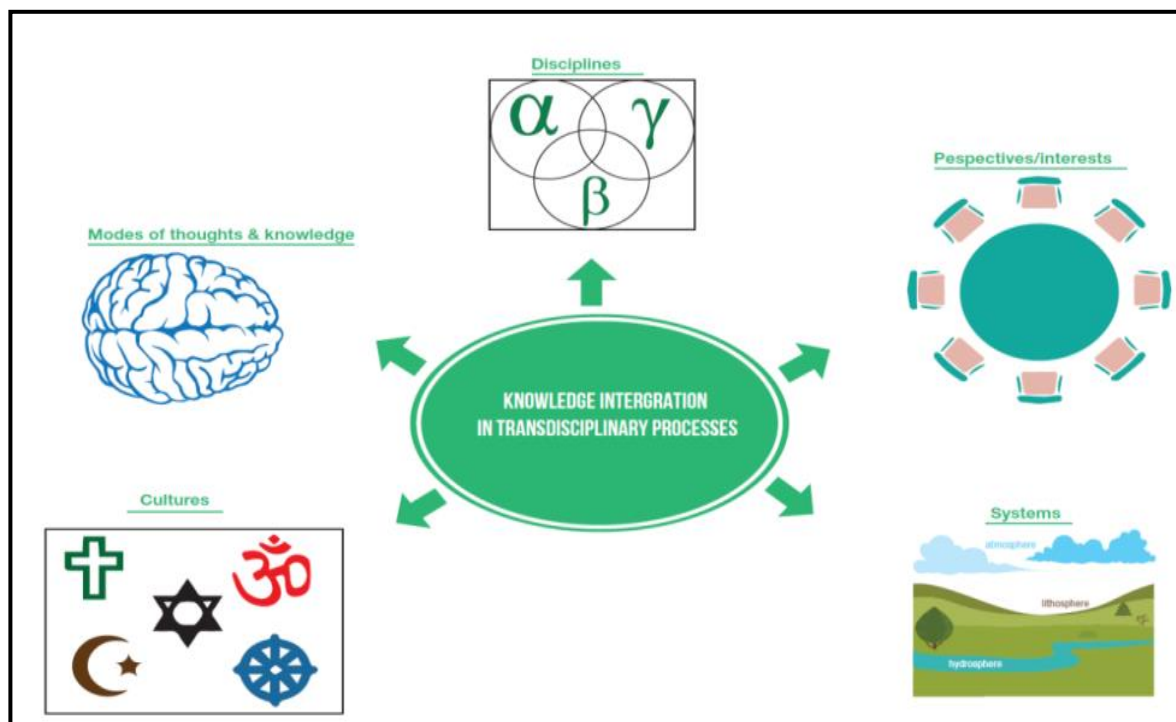 Disciplines
α γ
β
Pespectives/interests
Modes of thoughts & knowledge
KNOWLEDGE INTERGRATION
IN TRANSDISCIPLINARY PROCESSES
Cultures
ॐ
Systems
atmosphere
lithosphere
hydrosphere